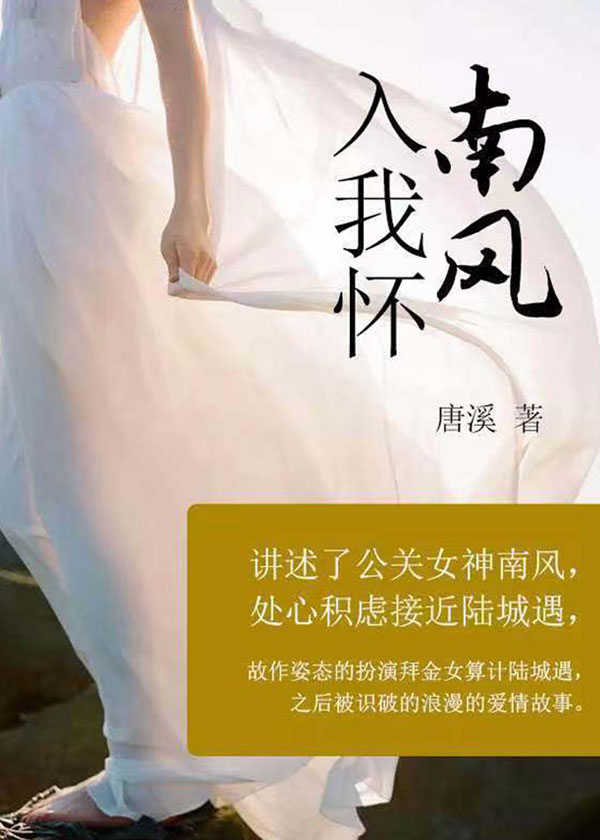 南风
入我怀
唐溪 著
讲述了公关女神南风，
处心积虑接近陆城遇，
故作姿态的扮演拜金女算计陆城遇，
之后被识破的浪漫的爱情故事。